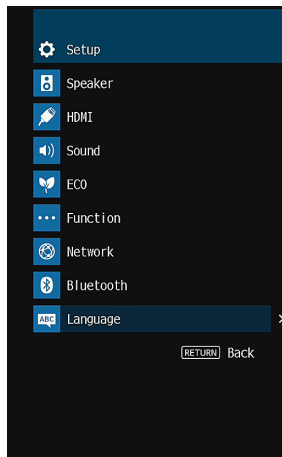 Setup
Speaker
HDMI
Sound
ECO
Function
Network
Bluetooth
ABC Language
RETURN Back